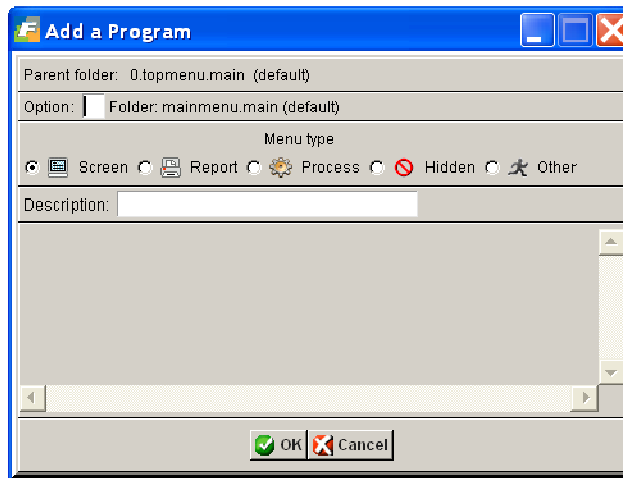 Add a Program
Parent folder: 0.topmenu.main (default)
Option: Folder: mainmenu.main (default)
Menu type
Screen Report Process Hidden Other
Description:
OK Cancel